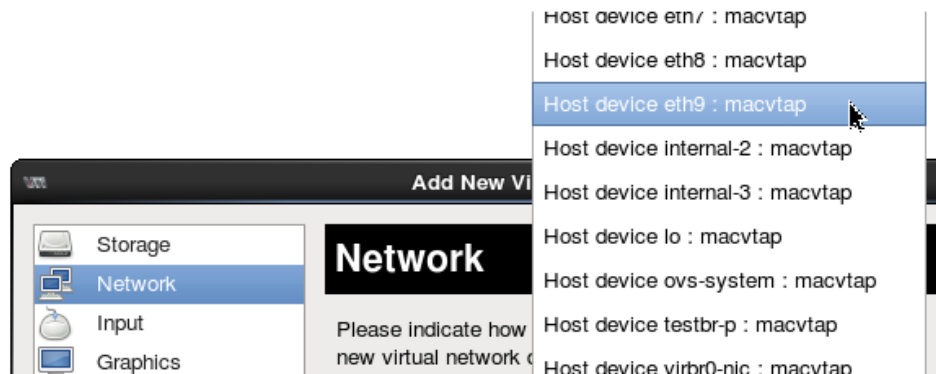 Host device eth7 : macvtap
Host device eth8 : macvtap
Host device eth9 : macvtap
Host device internal-2 : macvtap
Host device internal-3 : macvtap
Host device lo : macvtap
Host device ovs-system : macvtap
Host device testbr-p : macvtap
Host device virbr0-nic : macvtap
Add New Vi
Storage
Network
Input
Graphics
Network
Please indicate how
new virtual network